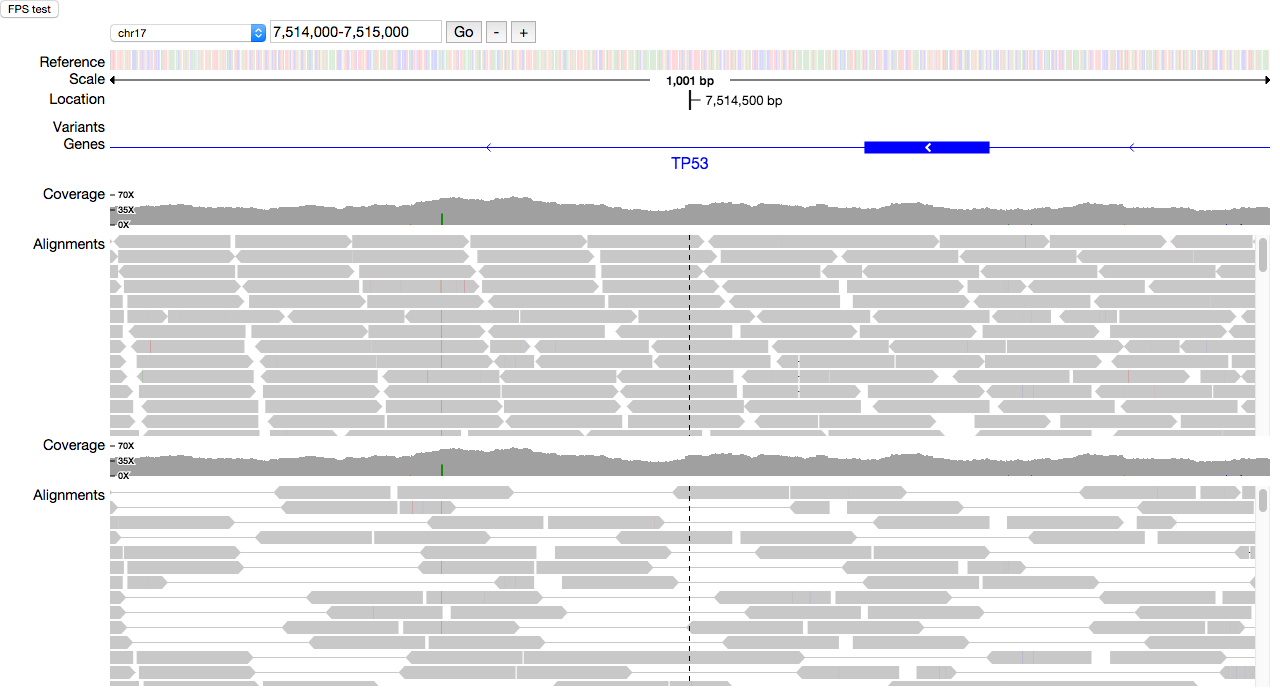 FPS test
chr17 7,514,000-7,515,000 Go - +
Reference
Scale 1,001 bp
Location 7,514,500 bp
Variants
Genes
TP53
Coverage 70X
35X
0X
Alignments
Coverage 70X
35X
0X
Alignments